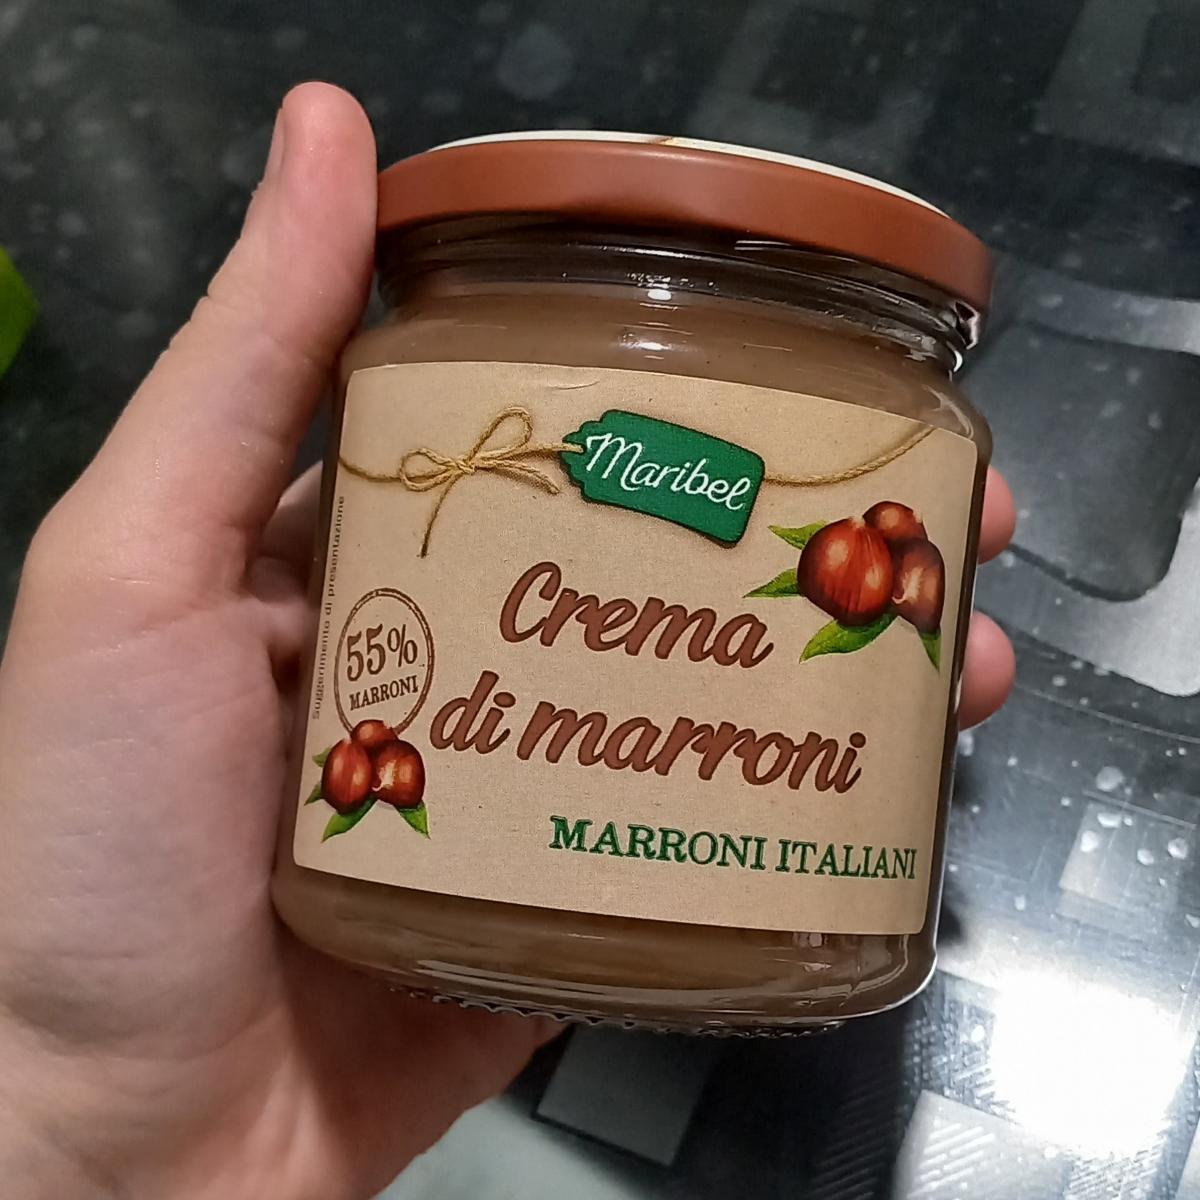 Maribel
Crema
di marroni
MARRONI ITALIANI
55%
MARRONI
Suggerimento di presentazione